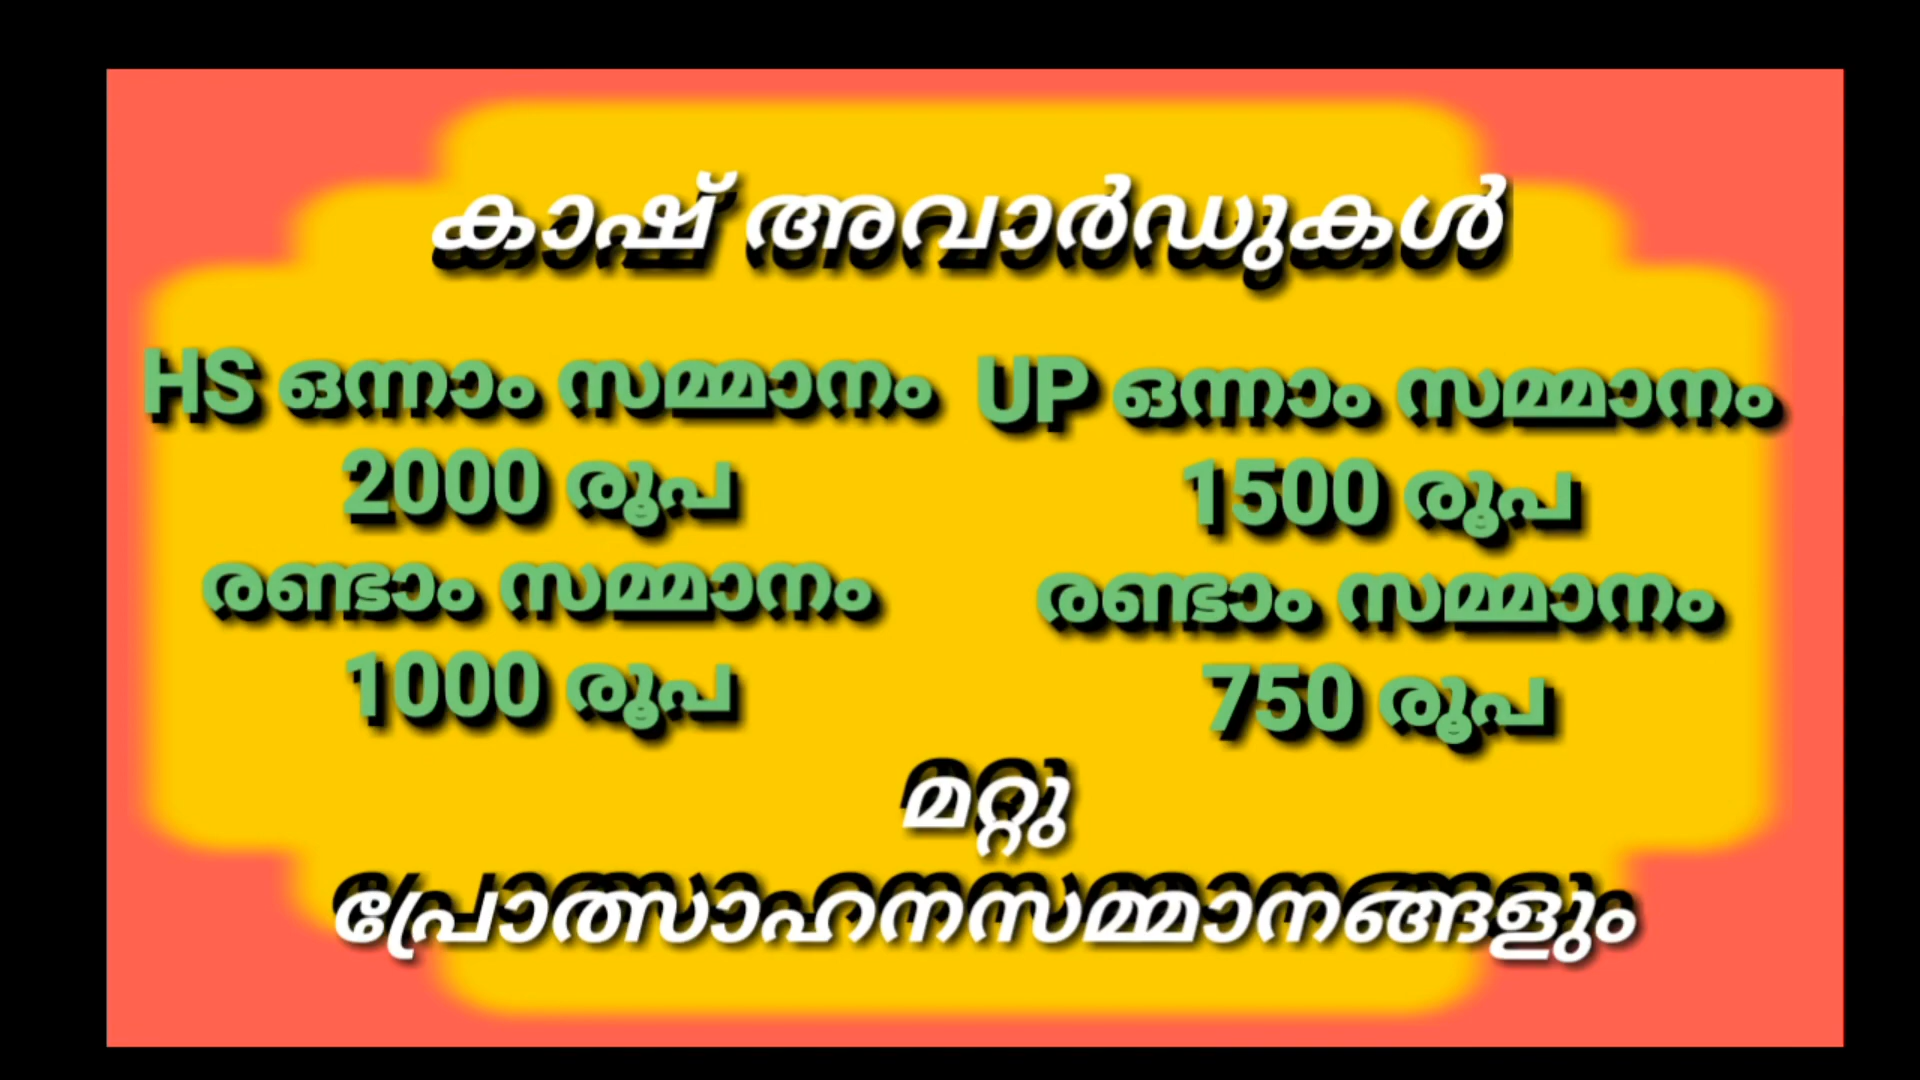 കാഷ് അവാർഡുകൾ
HS ഒന്നാം സമ്മാനം
2000 രൂപ
രണ്ടാം സമ്മാനം
1000 രൂപ
UP ഒന്നാം സമ്മാനം
1500 രൂപ
രണ്ടാം സമ്മാനം
750 രൂപ
മറ്റു
പ്രോത്സാഹനസമ്മാനങ്ങളും